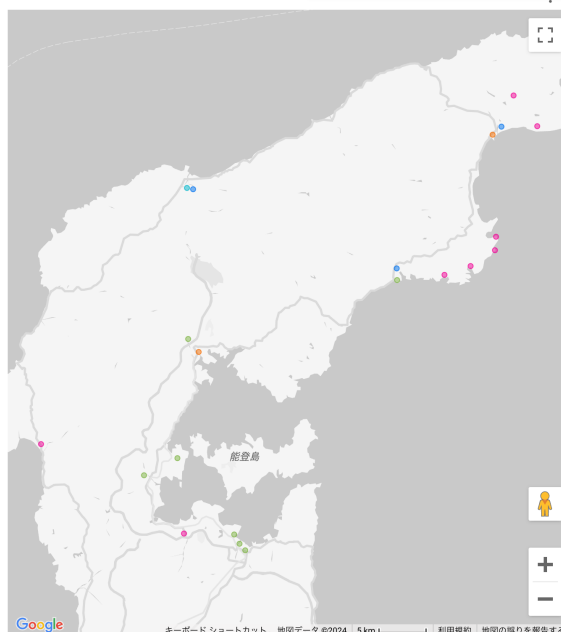 能登島
Google
キーボード ショートカット
地図データ ©2024
5 km
利用規約
地図の誤りを報告する